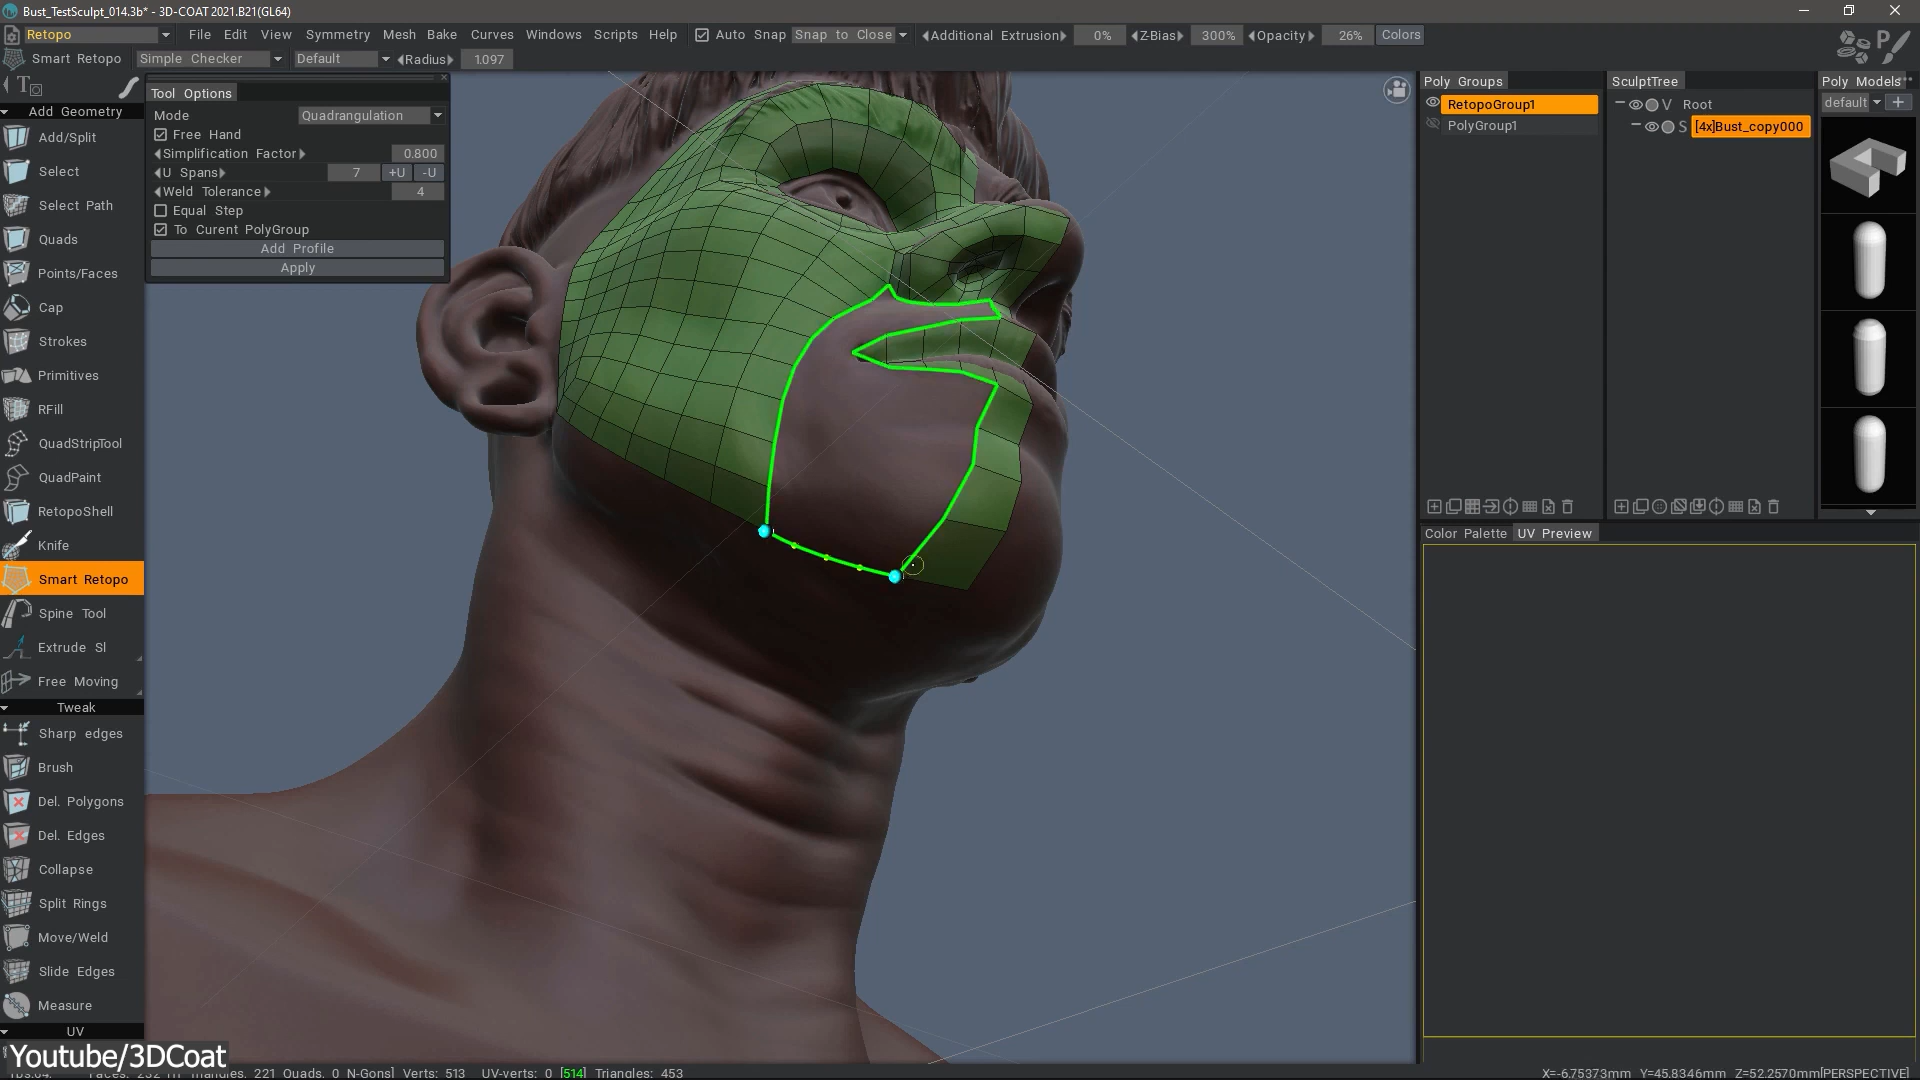 Bust_TestSculpt_014.3b* - 3D-COAT 2021.B21(GL64)
Retopo File Edit View Symmetry Mesh Bake Curves Windows Scripts Help Auto Snap Snap to Close Additional Extrusion 0% Z-Bias 300% Opacity 26% Colors
Smart Retopo Simple Checker Default Radius 1.097
Tool Options
Mode Quadrangulation
Free Hand
Simplification Factor 0.800
U Spans 7 +U -U
Weld Tolerance 4
Equal Step
To Curent PolyGroup
Add Profile
Apply
Add Geometry
Add/Split
Select
Select Path
Quads
Points/Faces
Cap
Strokes
Primitives
RFill
QuadStripTool
QuadPaint
RetopoShell
Knife
Smart Retopo
Spine Tool
Extrude Sl
Free Moving
Tweak
Sharp edges
Brush
Del. Polygons
Del. Edges
Collapse
Split Rings
Move/Weld
Slide Edges
Measure
UV
Youtube/3DCoat
Poly Groups
RetopoGroup1
PolyGroup1
SculptTree
V Root
S [4x]Bust_copy000
Poly Models
default
Color Palette UV Preview
221 Quads, 0 N-Gons] Verts: 513 UV-verts: 0 [514] Triangles: 453
X=-6.75373mm Y=45.8346mm Z=52.2570mm[PERSPECTIVE]